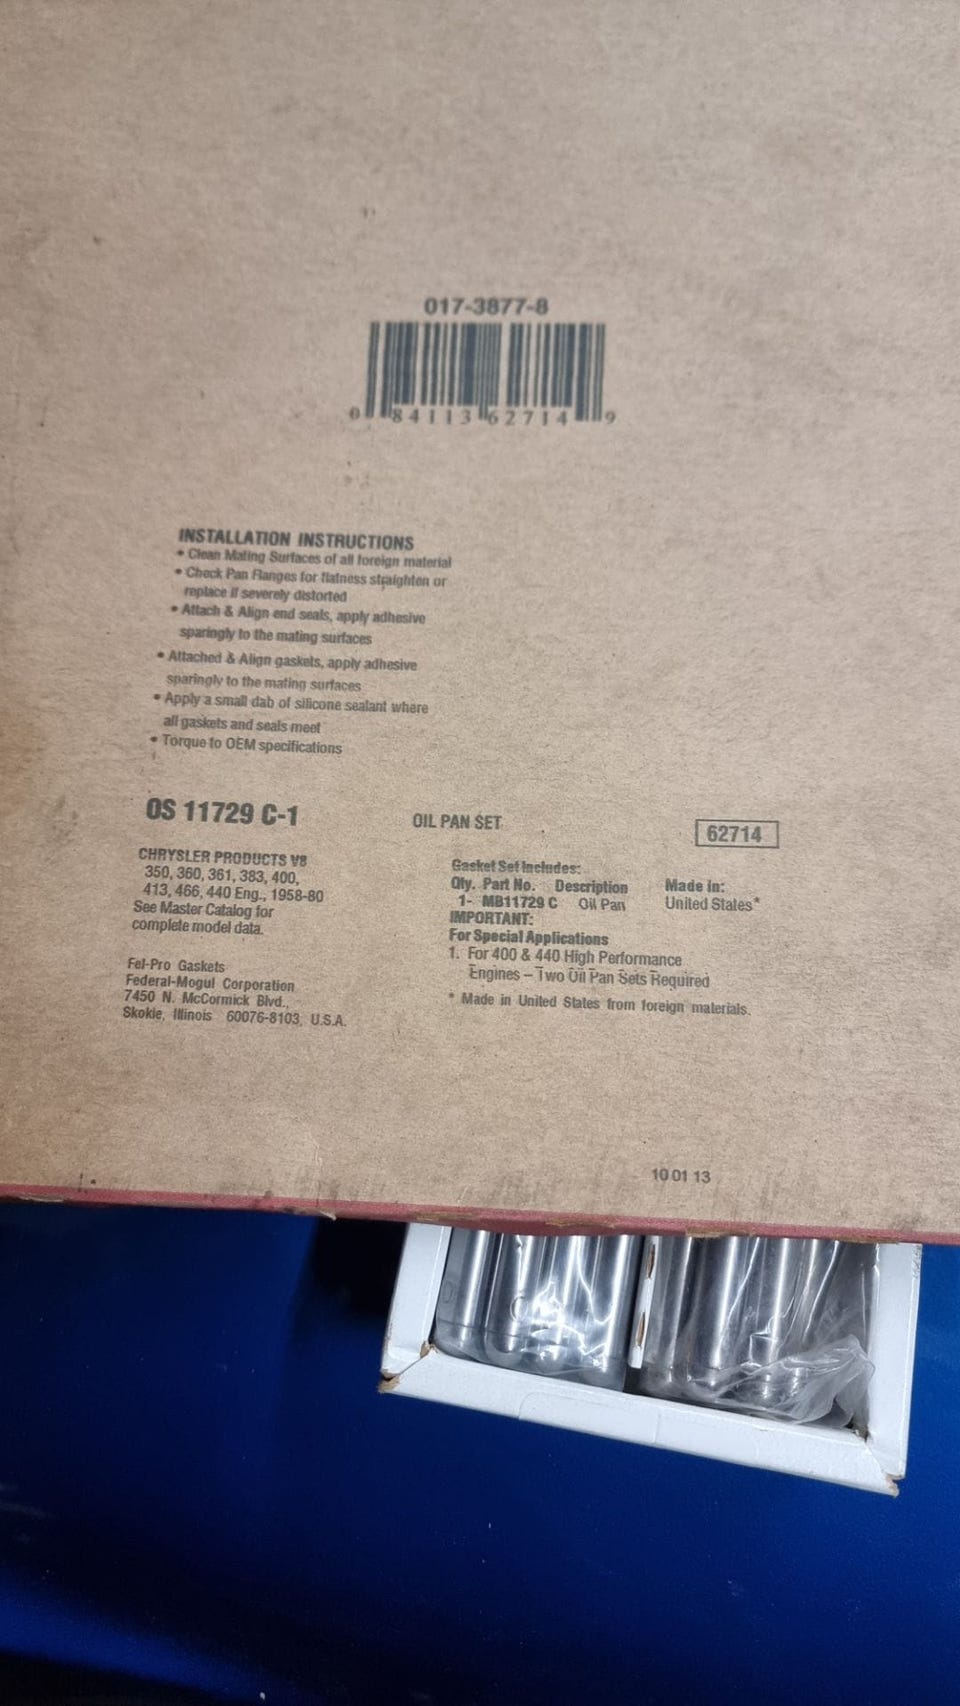 017-3877-8
0 84113 62714 9
INSTALLATION INSTRUCTIONS
• Clean Mating Surfaces of all foreign material
• Check Pan Flanges for flatness straighten or
replace if severely distorted
• Attach & Align end seals, apply adhesive
sparingly to the mating surfaces
• Attached & Align gaskets, apply adhesive
sparingly to the mating surfaces
• Apply a small dab of silicone sealant where
all gaskets and seals meet
• Torque to OEM specifications
OS 11729 C-1
OIL PAN SET
62714
CHRYSLER PRODUCTS V8
350, 360, 361, 383, 400,
413, 466, 440 Eng., 1958-80
See Master Catalog for
complete model data.
Gasket Set Includes:
Qty. Part No. Description
1- MB11729 C Oil Pan
Made in:
United States*
IMPORTANT:
For Special Applications
1. For 400 & 440 High Performance
Engines – Two Oil Pan Sets Required
* Made in United States from foreign materials.
Fel-Pro Gaskets
Federal-Mogul Corporation
7450 N. McCormick Blvd.,
Skokie, Illinois 60076-8103, U.S.A.
10 01 13